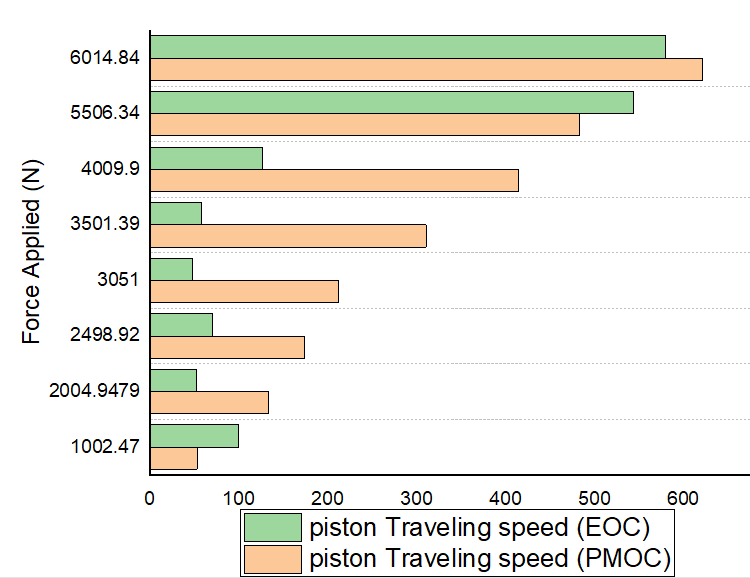 6014.84
5506.34
4009.9
3501.39
3051
2498.92
2004.9479
1002.47
Force Applied (N)
0 100 200 300 400 500 600
piston Traveling speed (EOC)
piston Traveling speed (PMOC)